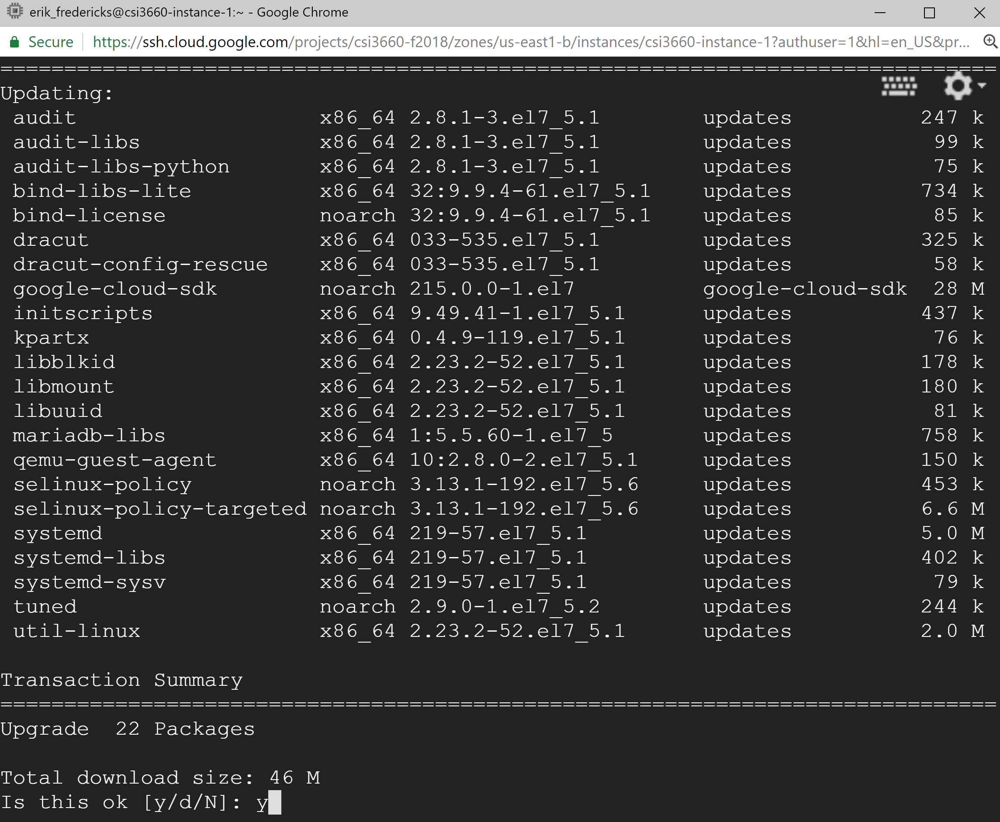 erik_fredericks@csi3660-instance-1:~ - Google Chrome
Secure https://ssh.cloud.google.com/projects/csi3660-f2018/zones/us-east1-b/instances/csi3660-instance-1?authuser=1&hl=en_US&pr...
================================================================================
Updating:
audit x86_64 2.8.1-3.el7_5.1 updates 247 k
audit-libs x86_64 2.8.1-3.el7_5.1 updates 99 k
audit-libs-python x86_64 2.8.1-3.el7_5.1 updates 75 k
bind-libs-lite x86_64 32:9.9.4-61.el7_5.1 updates 734 k
bind-license noarch 32:9.9.4-61.el7_5.1 updates 85 k
dracut x86_64 033-535.el7_5.1 updates 325 k
dracut-config-rescue x86_64 033-535.el7_5.1 updates 58 k
google-cloud-sdk noarch 215.0.0-1.el7 google-cloud-sdk 28 M
initscripts x86_64 9.49.41-1.el7_5.1 updates 437 k
kpartx x86_64 0.4.9-119.el7_5.1 updates 76 k
libblkid x86_64 2.23.2-52.el7_5.1 updates 178 k
libmount x86_64 2.23.2-52.el7_5.1 updates 180 k
libuuid x86_64 2.23.2-52.el7_5.1 updates 81 k
mariadb-libs x86_64 1:5.5.60-1.el7_5 updates 758 k
qemu-guest-agent x86_64 10:2.8.0-2.el7_5.1 updates 150 k
selinux-policy noarch 3.13.1-192.el7_5.6 updates 453 k
selinux-policy-targeted noarch 3.13.1-192.el7_5.6 updates 6.6 M
systemd x86_64 219-57.el7_5.1 updates 5.0 M
systemd-libs x86_64 219-57.el7_5.1 updates 402 k
systemd-sysv x86_64 219-57.el7_5.1 updates 79 k
tuned noarch 2.9.0-1.el7_5.2 updates 244 k
util-linux x86_64 2.23.2-52.el7_5.1 updates 2.0 M
Transaction Summary
================================================================================
Upgrade 22 Packages
Total download size: 46 M
Is this ok [y/d/N]: y